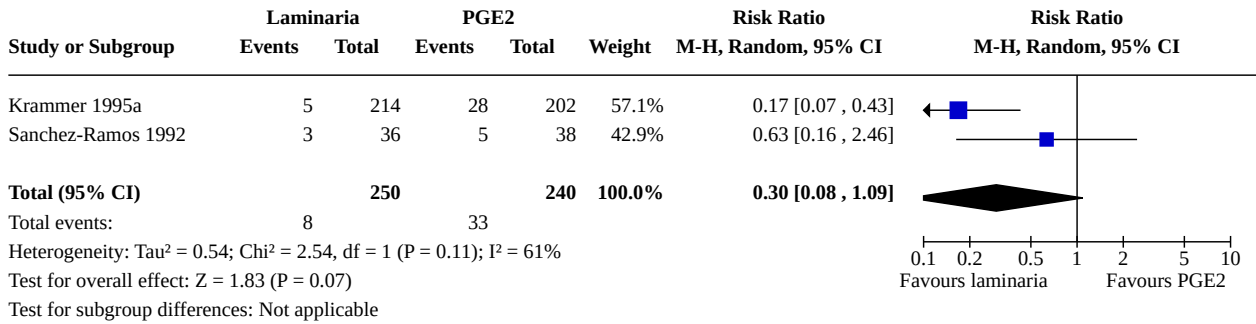 Laminaria PGE2 Risk Ratio Risk Ratio
Study or Subgroup Events Total Events Total Weight M-H, Random, 95% CI M-H, Random, 95% CI
Krammer 1995a 5 214 28 202 57.1% 0.17 [0.07 , 0.43]
Sanchez-Ramos 1992 3 36 5 38 42.9% 0.63 [0.16 , 2.46]
Total (95% CI) 250 240 100.0% 0.30 [0.08 , 1.09]
Total events: 8 33
Heterogeneity: Tau² = 0.54; Chi² = 2.54, df = 1 (P = 0.11); I² = 61%
0.1 0.2 0.5 1 2 5 10
Test for overall effect: Z = 1.83 (P = 0.07) Favours laminaria Favours PGE2
Test for subgroup differences: Not applicable